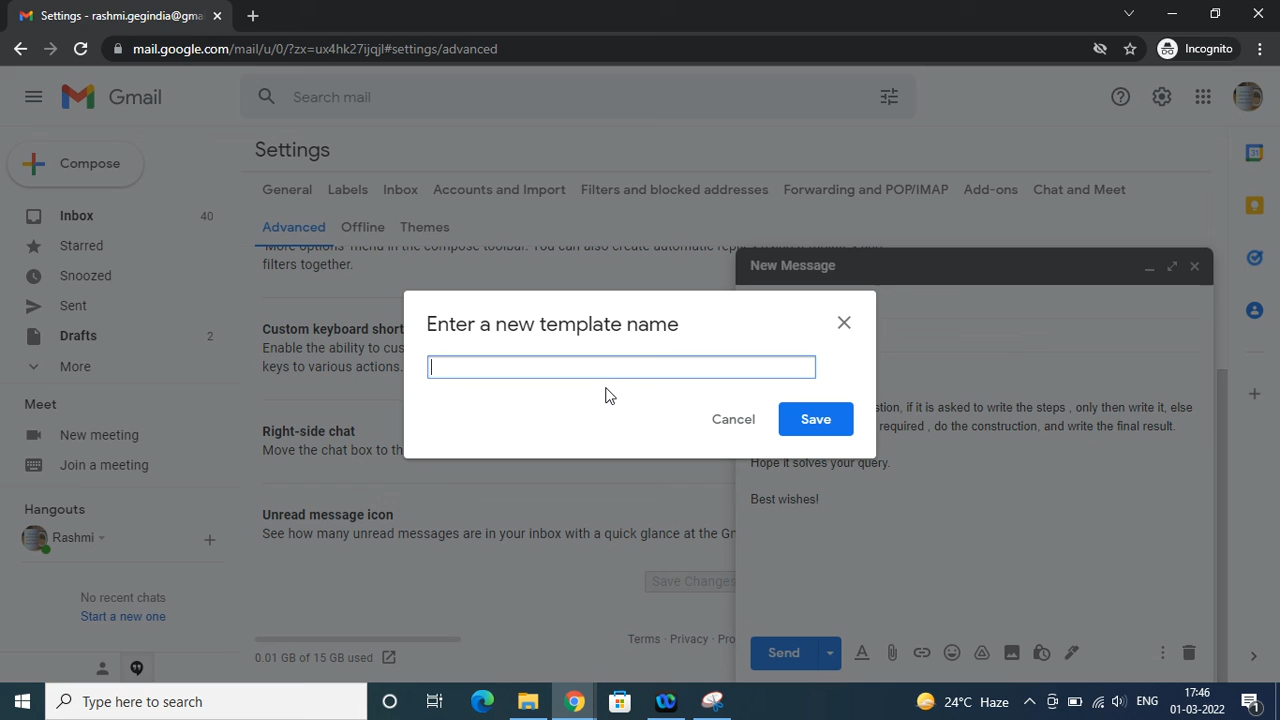 Settings - rashmi.gegindia@gma
mail.google.com/mail/u/0/?zx=ux4hk27ijqjl#settings/advanced
Incognito
Gmail
Search mail
Compose
Inbox 40
Starred
Snoozed
Sent
Drafts 2
More
Meet
New meeting
Join a meeting
Hangouts
Rashmi
No recent chats
Start a new one
Settings
General Labels Inbox Accounts and Import Filters and blocked addresses Forwarding and POP/IMAP Add-ons Chat and Meet
Advanced Offline Themes
filters together.
Custom keyboard short
Enable the ability to cus
keys to various actions.
Right-side chat
Move the chat box to th
Unread message icon
See how many unread messages are in your inbox with a quick glance at the Gr
Save Changes
0.01 GB of 15 GB used
Terms · Privacy · Pro
New Message
stion, if it is asked to write the steps , only then write it, else
required , do the construction, and write the final result.
Hope it solves your query.
Best wishes!
Send
Enter a new template name
Cancel Save
Type here to search
24°C Haze
ENG
17:46
01-03-2022
1